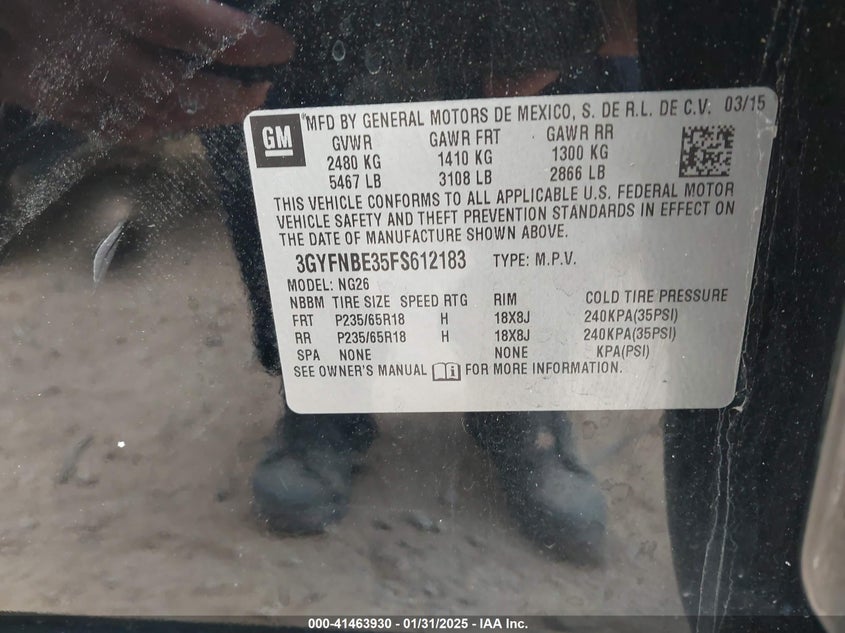 GM
*MFD BY GENERAL MOTORS DE MEXICO, S. DE R.L. DE C.V. 03/15
GVWR GAWR FRT GAWR RR
2480 KG 1410 KG 1300 KG
5467 LB 3108 LB 2866 LB
THIS VEHICLE CONFORMS TO ALL APPLICABLE U.S. FEDERAL MOTOR
VEHICLE SAFETY AND THEFT PREVENTION STANDARDS IN EFFECT ON
THE DATE OF MANUFACTURE SHOWN ABOVE.
3GYFNBE35FS612183 TYPE: M.P.V.
MODEL: NG26
NBBM TIRE SIZE SPEED RTG RIM COLD TIRE PRESSURE
FRT P235/65R18 H 18X8J 240KPA(35PSI)
RR P235/65R18 H 18X8J 240KPA(35PSI)
SPA NONE NONE KPA(PSI)
SEE OWNER'S MANUAL FOR MORE INFORMATION.
000-41463930 - 01/31/2025 - IAA Inc.